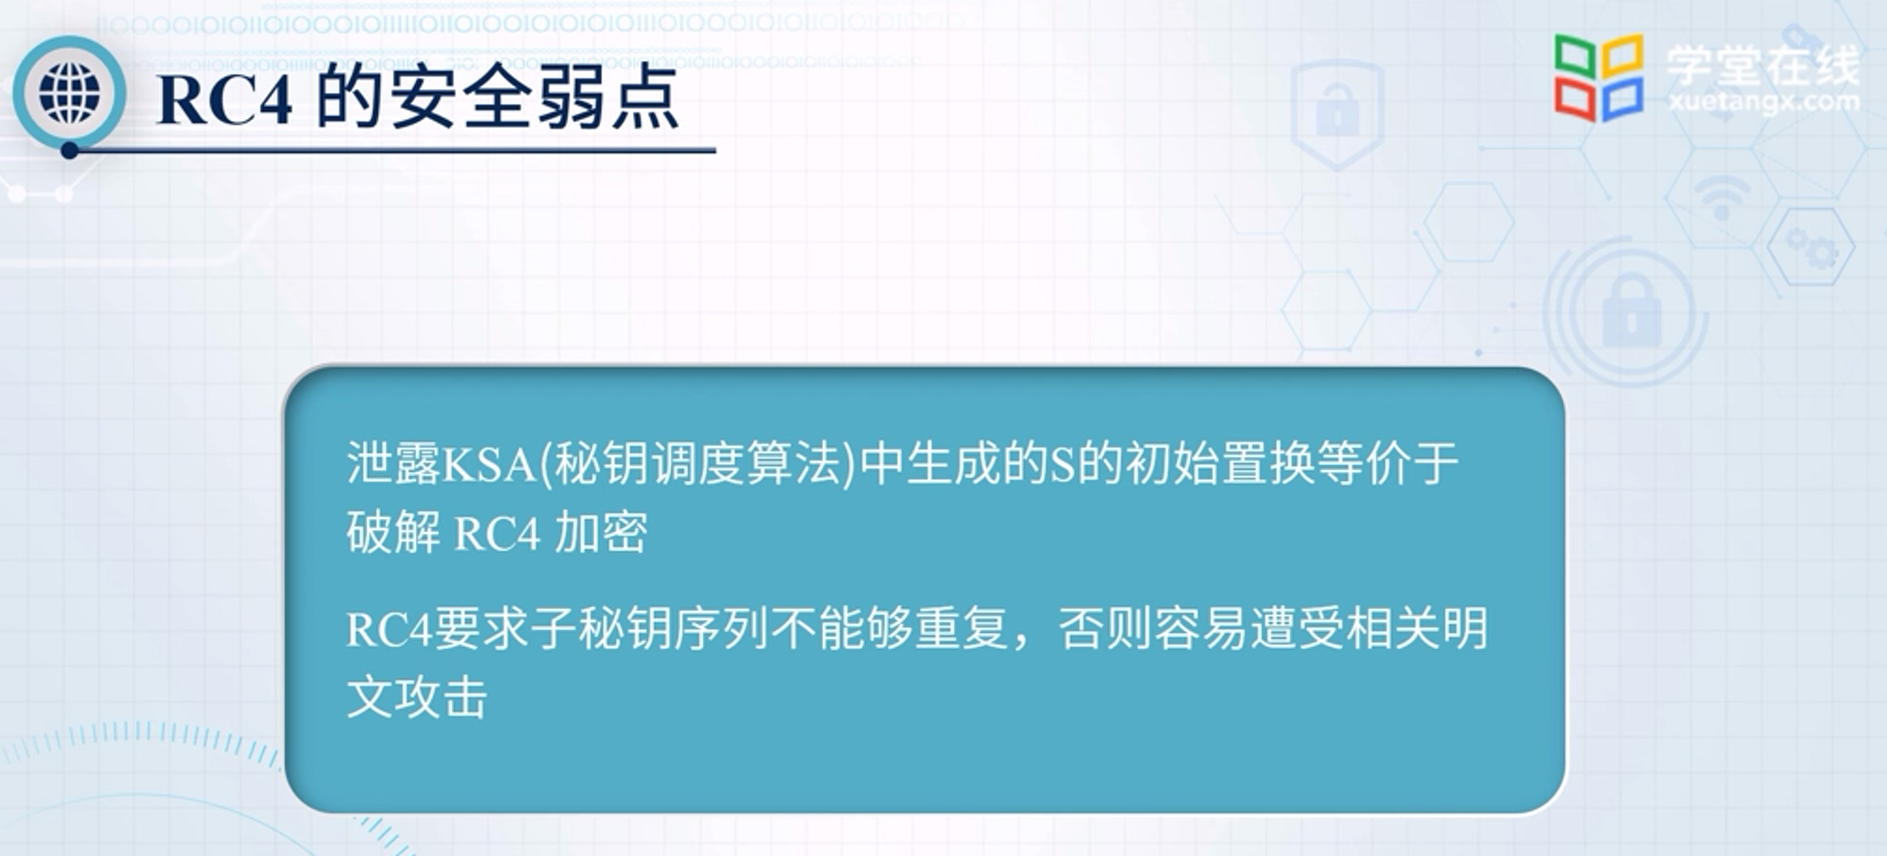 RC4 的安全弱点
学堂在线
xuetangx.com
泄露KSA(秘钥调度算法)中生成的S的初始置换等价于
破解 RC4 加密
RC4要求子秘钥序列不能够重复，否则容易遭受相关明
文攻击